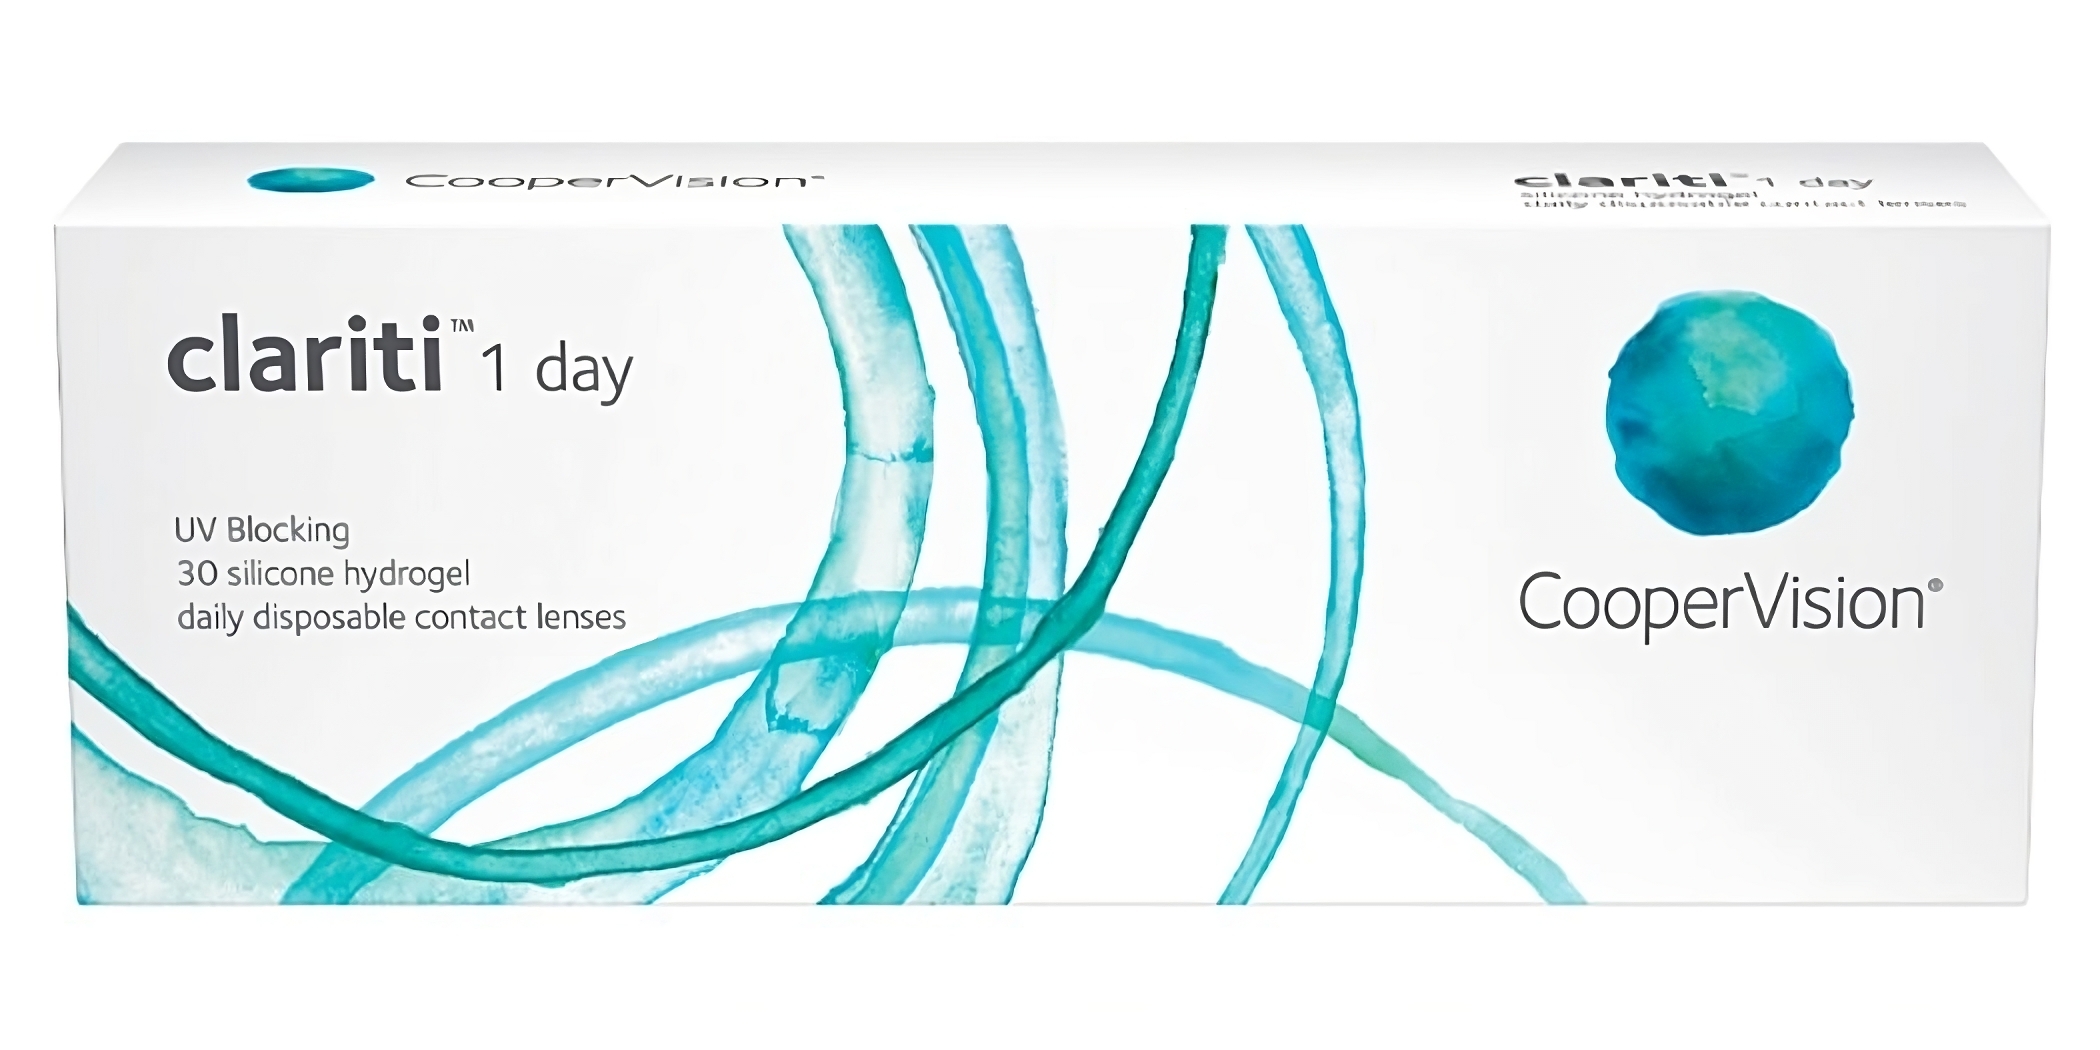 CooperVision®
clariti™ 1 day
silicone hydrogel
daily disposable contact lenses
clariti™ 1 day
UV Blocking
30 silicone hydrogel
daily disposable contact lenses
CooperVision®